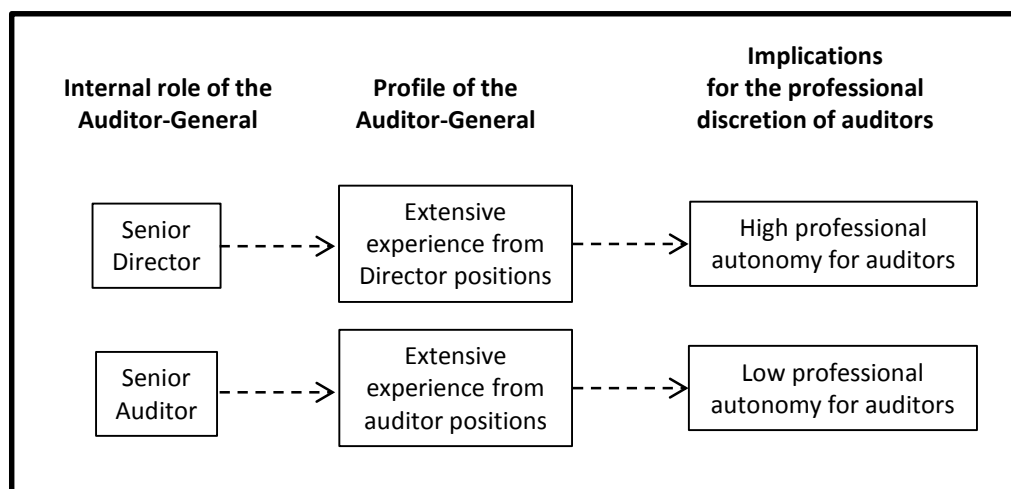 Internal role of the
Auditor-General
Profile of the
Auditor-General
Implications
for the professional
discretion of auditors
Senior
Director
Extensive
experience from
Director positions
High professional
autonomy for auditors
Senior
Auditor
Extensive
experience from
auditor positions
Low professional
autonomy for auditors